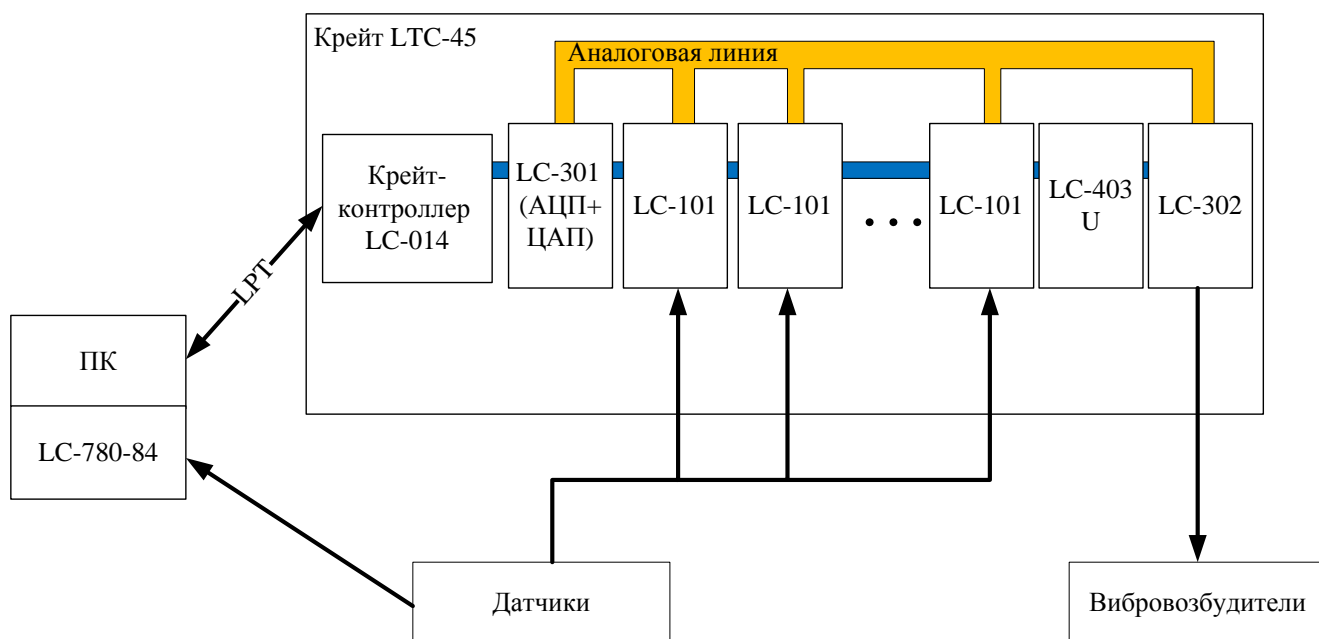 Крейт LTC-45
Аналоговая линия
Крейт-
контроллер
LC-014
LC-301
(АЦП+
ЦАП)
LC-101
LC-101
...
LC-101
LC-403
U
LC-302
LPT
ПК
LC-780-84
Датчики
Вибровозбудители